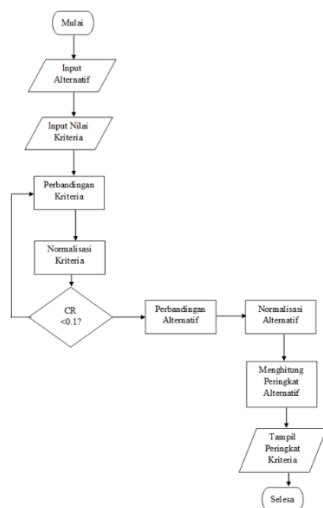 Mulai
Input
Alternatif
Input Nilai
Kriteria
Perbandingan
Kriteria
Normalisasi
Kriteria
CR
<0.1?
Perbandingan
Alternatif
Normalisasi
Alternatif
Menghitung
Peringkat
Alternatif
Tampil
Peringkat
Kriteria
Selesa